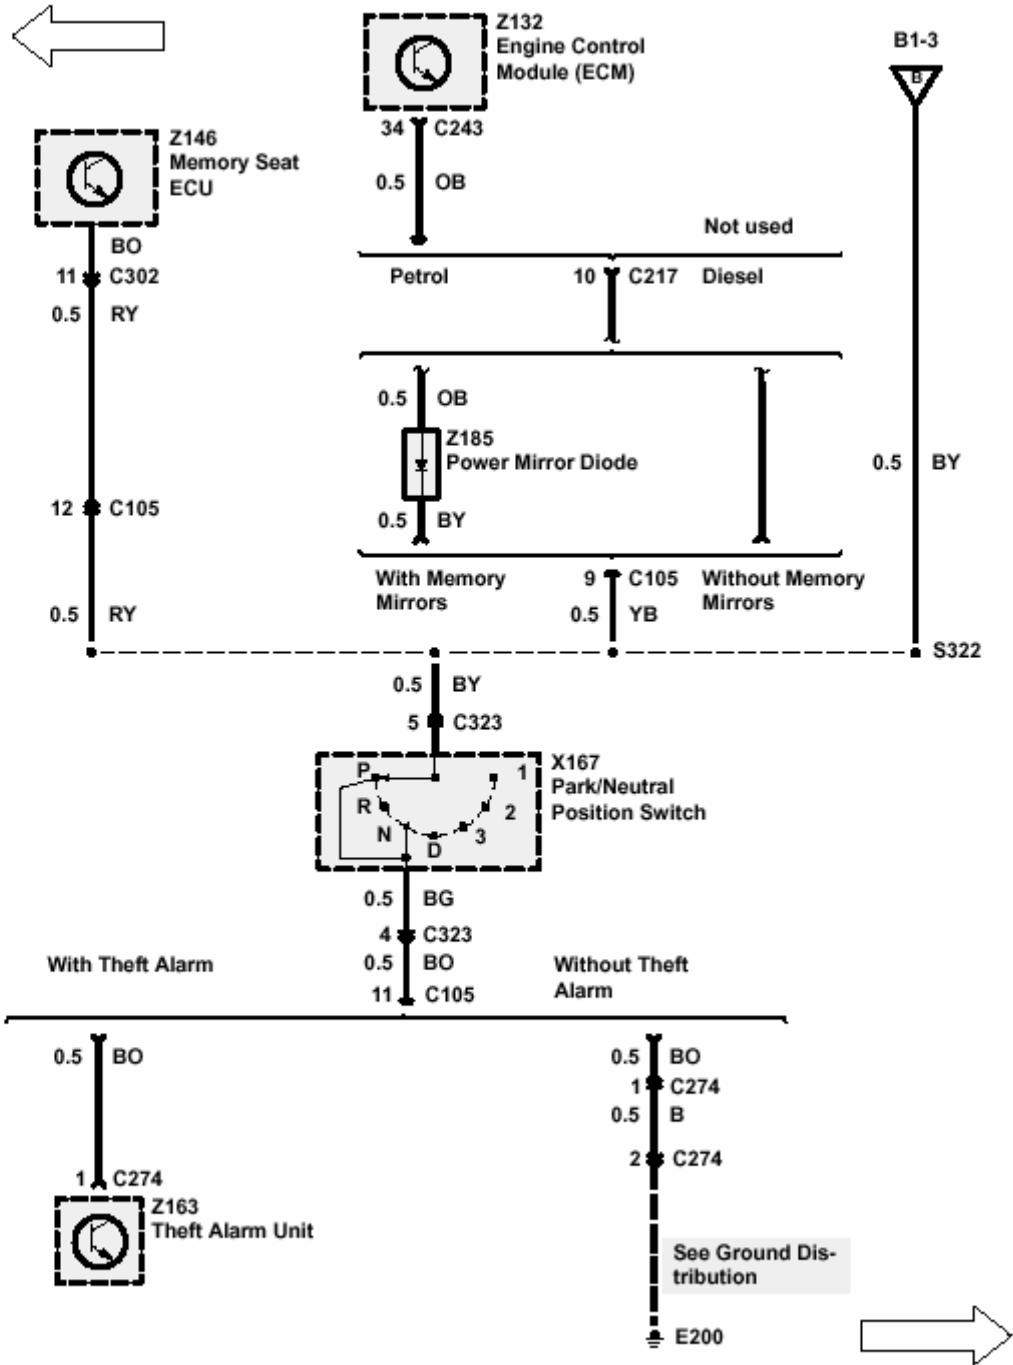 Z132
Engine Control
Module (ECM)
B1-3
B
34 C243
0.5 OB
Z146
Memory Seat
ECU
BO
11 C302
0.5 RY
Not used
Petrol
10 C217 Diesel
0.5 OB
Z185
Power Mirror Diode
0.5 BY
0.5 BY
12 C105
With Memory
Mirrors
9 C105
0.5 YB
Without Memory
Mirrors
0.5 RY
S322
0.5 BY
5 C323
X167
Park/Neutral
Position Switch
P
R
N
D
3
2
1
0.5 BG
4 C323
0.5 BO
11 C105
With Theft Alarm
Without Theft
Alarm
0.5 BO
1 C274
Z163
Theft Alarm Unit
0.5 BO
1 C274
0.5 B
2 C274
See Ground Dis-
tribution
E200